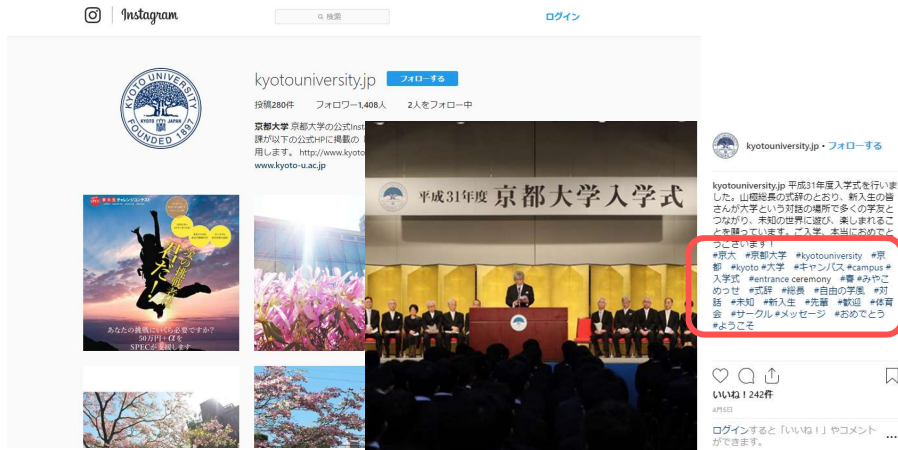 Instagram
検索
ログイン
KYOTO UNIVERSITY
KYOTO JAPAN
FOUNDED 1897
kyotouniversity.jp フォローする
投稿280件 フォロワー1,408人 2人をフォロー中
京都大学 京都大学の公式Inst
課が以下の公式HPに掲載の
用します。 http://www.kyoto
www.kyoto-u.ac.jp
君だ!
あなたの挑戦にいくら必要ですか?
50万円+αを
SPECが支援します
平成31年度 京都大学入学式
kyotouniversity.jp • フォローする
kyotouniversity.jp 平成31年度入学式を行いま
した。山極総長の式辞のとおり、新入生の皆
さんが大学という対話の場所で多くの学友と
つながり、未知の世界に遊び、楽しまれるこ
とを願っています。ご入学、本当におめでと
うございます!
#京大 #京都大学 #kyotouniversity #京
都 #kyoto #大学 #キャンパス #campus #
入学式 #entrance ceremony #春 #みやこ
めっせ #式辞 #総長 #自由の学風 #対
話 #未知 #新入生 #先輩 #歓迎 #体育
会 #サークル #メッセージ #おめでとう
#ようこそ
いいね!242件
4月5日
ログインすると「いいね!」やコメント
ができます。